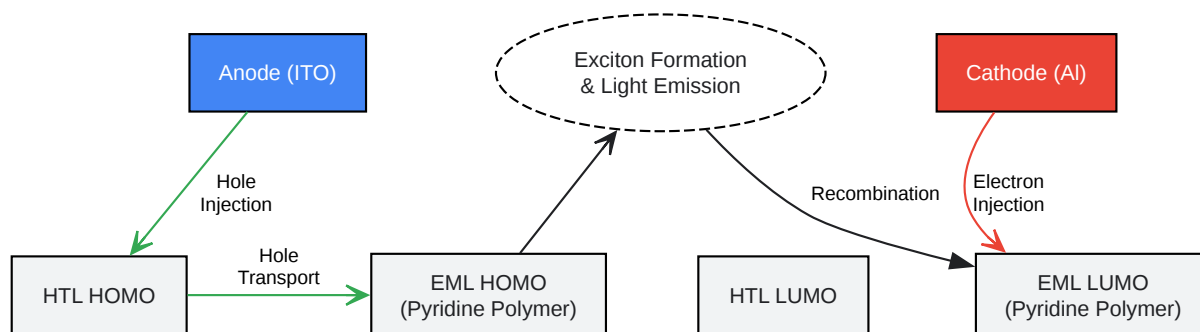 Anode (ITO)
Exciton Formation
& Light Emission
Cathode (Al)
Hole
Injection
Recombination
Electron
Injection
Hole
Transport
HTL HOMO
EML HOMO
(Pyridine Polymer)
HTL LUMO
EML LUMO
(Pyridine Polymer)